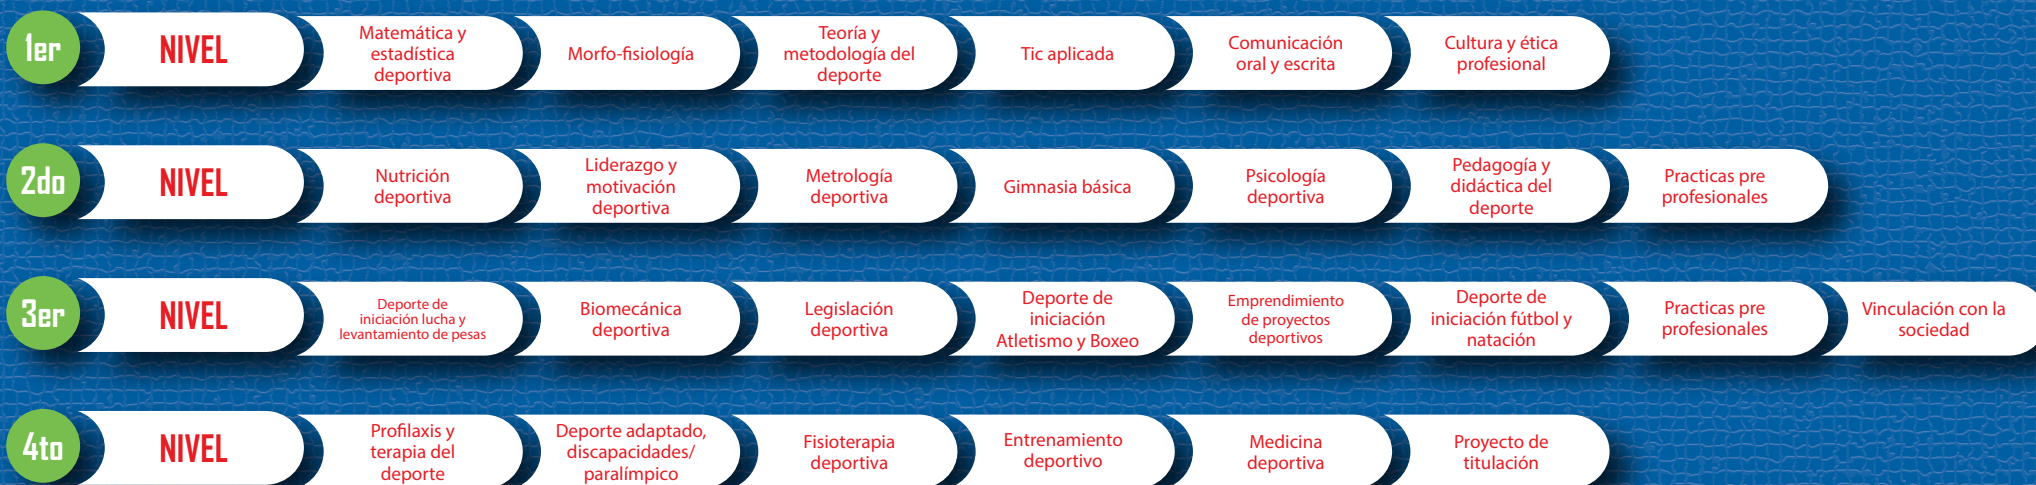 1er
NIVEL
Matemática y
estadística
deportiva
Morfo-fisiología
Teoría y
metodología del
deporte
Tic aplicada
Comunicación
oral y escrita
Cultura y ética
profesional
2do
NIVEL
Nutrición
deportiva
Liderazgo y
motivación
deportiva
Metrología
deportiva
Gimnasia básica
Psicología
deportiva
Pedagogía y
didáctica del
deporte
Practicas pre
profesionales
3er
NIVEL
Deporte de
iniciación lucha y
levantamiento de pesas
Biomecánica
deportiva
Legislación
deportiva
Deporte de
iniciación
Atletismo y Boxeo
Emprendimiento
de proyectos
deportivos
Deporte de
iniciación fútbol y
natación
Practicas pre
profesionales
Vinculación con la
sociedad
4to
NIVEL
Profilaxis y
terapia del
deporte
Deporte adaptado,
discapacidades/
paralímpico
Fisioterapia
deportiva
Entrenamiento
deportivo
Medicina
deportiva
Proyecto de
titulación